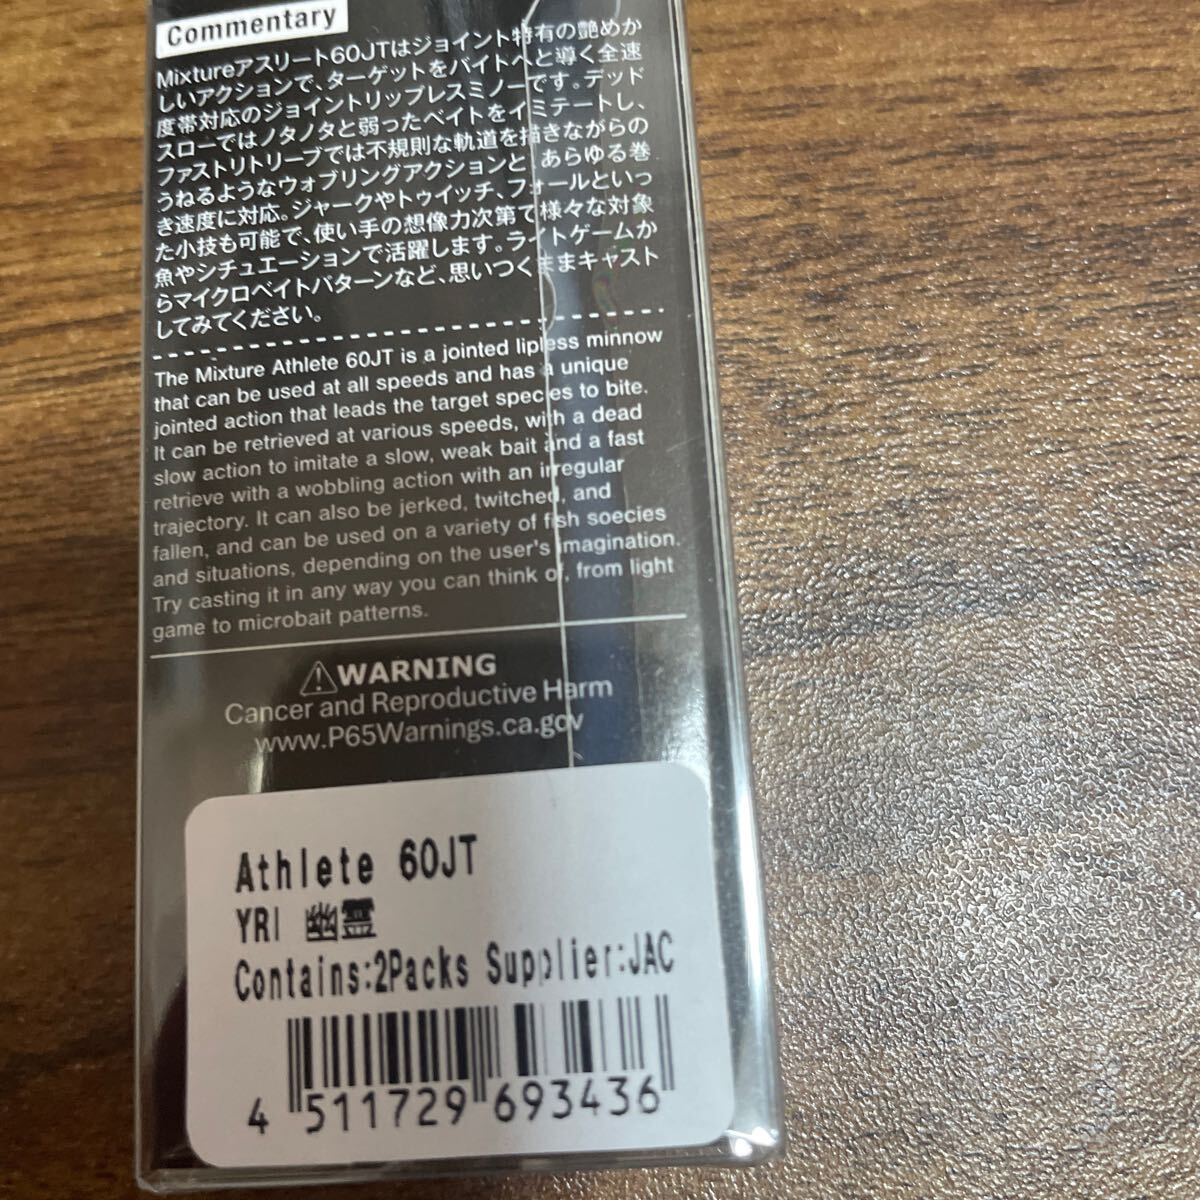 Commentary
Mixtureアスリート60JTはジョイント特有の艶めか
しいアクションで、ターゲットをバイトへと導く全速
度帯対応のジョイントリップレスミノーです。デッド
スローではノタノタと弱ったベイトをイミテートし、
ファストリトリーブでは不規則な軌道を描きながらの
うねるようなウォブリングアクションと、あらゆる巻
き速度に対応。ジャークやトゥイッチ、フォールといっ
た小技も可能で、使い手の想像力次第で様々な対象
魚やシチュエーションで活躍します。ライトゲームか
らマイクロベイトパターンなど、思いつくままキャスト
してみてください。
The Mixture Athlete 60JT is a jointed lipless minnow
that can be used at all speeds and has a unique
jointed action that leads the target species to bite.
It can be retrieved at various speeds, with a dead
slow action to imitate a slow, weak bait and a fast
retrieve with a wobbling action with an irregular
trajectory. It can also be jerked, twitched, and
fallen, and can be used on a variety of fish soecies
and situations, depending on the user's imagination.
Try casting it in any way you can think of, from light
game to microbait patterns.
⚠WARNING
Cancer and Reproductive Harm
www.P65Warnings.ca.gov
Athlete 60JT
YRI 幽霊
Contains:2Packs Supplier:JAC
4 511729 693436